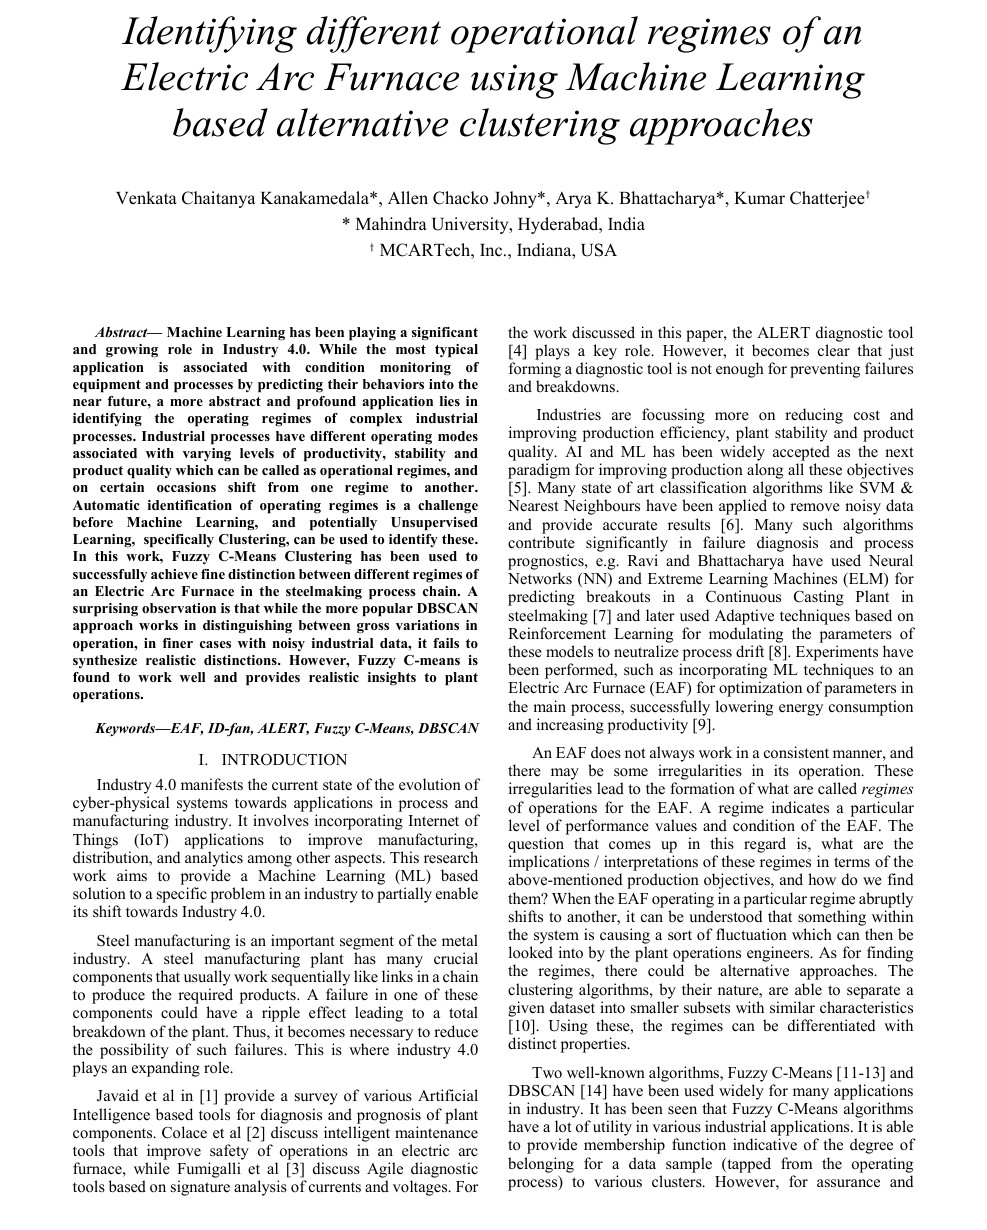 Identifying different operational regimes of an
Electric Arc Furnace using Machine Learning
based alternative clustering approaches
Venkata Chaitanya Kanakamedala*, Allen Chacko Johny*, Arya K. Bhattacharya*, Kumar Chatterjee†
* Mahindra University, Hyderabad, India
† MCARTech, Inc., Indiana, USA
Abstract— Machine Learning has been playing a significant
and growing role in Industry 4.0. While the most typical
application is associated with condition monitoring of
equipment and processes by predicting their behaviors into the
near future, a more abstract and profound application lies in
identifying the operating regimes of complex industrial
processes. Industrial processes have different operating modes
associated with varying levels of productivity, stability and
product quality which can be called as operational regimes, and
on certain occasions shift from one regime to another.
Automatic identification of operating regimes is a challenge
before Machine Learning, and potentially Unsupervised
Learning, specifically Clustering, can be used to identify these.
In this work, Fuzzy C-Means Clustering has been used to
successfully achieve fine distinction between different regimes of
an Electric Arc Furnace in the steelmaking process chain. A
surprising observation is that while the more popular DBSCAN
approach works in distinguishing between gross variations in
operation, in finer cases with noisy industrial data, it fails to
synthesize realistic distinctions. However, Fuzzy C-means is
found to work well and provides realistic insights to plant
operations.
Keywords—EAF, ID-fan, ALERT, Fuzzy C-Means, DBSCAN
I. INTRODUCTION
Industry 4.0 manifests the current state of the evolution of
cyber-physical systems towards applications in process and
manufacturing industry. It involves incorporating Internet of
Things (IoT) applications to improve manufacturing,
distribution, and analytics among other aspects. This research
work aims to provide a Machine Learning (ML) based
solution to a specific problem in an industry to partially enable
its shift towards Industry 4.0.
Steel manufacturing is an important segment of the metal
industry. A steel manufacturing plant has many crucial
components that usually work sequentially like links in a chain
to produce the required products. A failure in one of these
components could have a ripple effect leading to a total
breakdown of the plant. Thus, it becomes necessary to reduce
the possibility of such failures. This is where industry 4.0
plays an expanding role.
Javaid et al in [1] provide a survey of various Artificial
Intelligence based tools for diagnosis and prognosis of plant
components. Colace et al [2] discuss intelligent maintenance
tools that improve safety of operations in an electric arc
furnace, while Fumigalli et al [3] discuss Agile diagnostic
tools based on signature analysis of currents and voltages. For
the work discussed in this paper, the ALERT diagnostic tool
[4] plays a key role. However, it becomes clear that just
forming a diagnostic tool is not enough for preventing failures
and breakdowns.
Industries are focussing more on reducing cost and
improving production efficiency, plant stability and product
quality. AI and ML has been widely accepted as the next
paradigm for improving production along all these objectives
[5]. Many state of art classification algorithms like SVM &
Nearest Neighbours have been applied to remove noisy data
and provide accurate results [6]. Many such algorithms
contribute significantly in failure diagnosis and process
prognostics, e.g. Ravi and Bhattacharya have used Neural
Networks (NN) and Extreme Learning Machines (ELM) for
predicting breakouts in a Continuous Casting Plant in
steelmaking [7] and later used Adaptive techniques based on
Reinforcement Learning for modulating the parameters of
these models to neutralize process drift [8]. Experiments have
been performed, such as incorporating ML techniques to an
Electric Arc Furnace (EAF) for optimization of parameters in
the main process, successfully lowering energy consumption
and increasing productivity [9].
An EAF does not always work in a consistent manner, and
there may be some irregularities in its operation. These
irregularities lead to the formation of what are called regimes
of operations for the EAF. A regime indicates a particular
level of performance values and condition of the EAF. The
question that comes up in this regard is, what are the
implications / interpretations of these regimes in terms of the
above-mentioned production objectives, and how do we find
them? When the EAF operating in a particular regime abruptly
shifts to another, it can be understood that something within
the system is causing a sort of fluctuation which can then be
looked into by the plant operations engineers. As for finding
the regimes, there could be alternative approaches. The
clustering algorithms, by their nature, are able to separate a
given dataset into smaller subsets with similar characteristics
[10]. Using these, the regimes can be differentiated with
distinct properties.
Two well-known algorithms, Fuzzy C-Means [11-13] and
DBSCAN [14] have been used widely for many applications
in industry. It has been seen that Fuzzy C-Means algorithms
have a lot of utility in various industrial applications. It is able
to provide membership function indicative of the degree of
belonging for a data sample (tapped from the operating
process) to various clusters. However, for assurance and